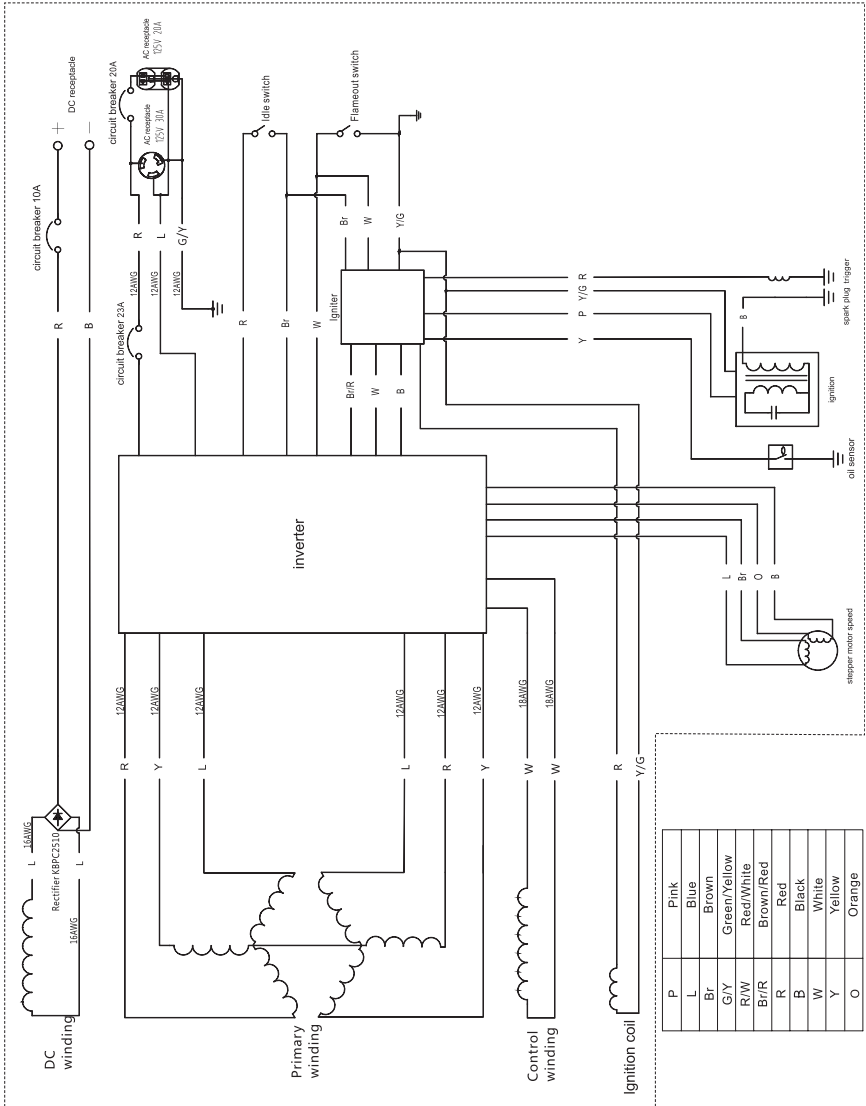 DC receptacle
+
−
circuit breaker 10A
R
B
circuit breaker 20A
AC receptacle
125V 20A
AC receptacle
125V 30A
R
L
G/Y
12AWG
12AWG
12AWG
circuit breaker 23A
Idle switch
Flameout switch
R
Br
W
Br
W
Y/G
Igniter
Br/R
W
B
R
Y/G
P
Y
B
spark plug
trigger
ignition
oil sensor
inverter
L
Br
O
B
stepper motor speed
12AWG
12AWG
12AWG
12AWG
12AWG
12AWG
18AWG
18AWG
R
Y
L
L
R
Y
W
W
R
Y/G
16AWG
L
Rectifier KBPC2510
L
16AWG
DC
winding
Primary
winding
Control
winding
Ignition coil
P Pink
L Blue
Br Brown
G/Y Green/Yellow
R/W Red/White
Br/R Brown/Red
R Red
B Black
W White
Y Yellow
O Orange